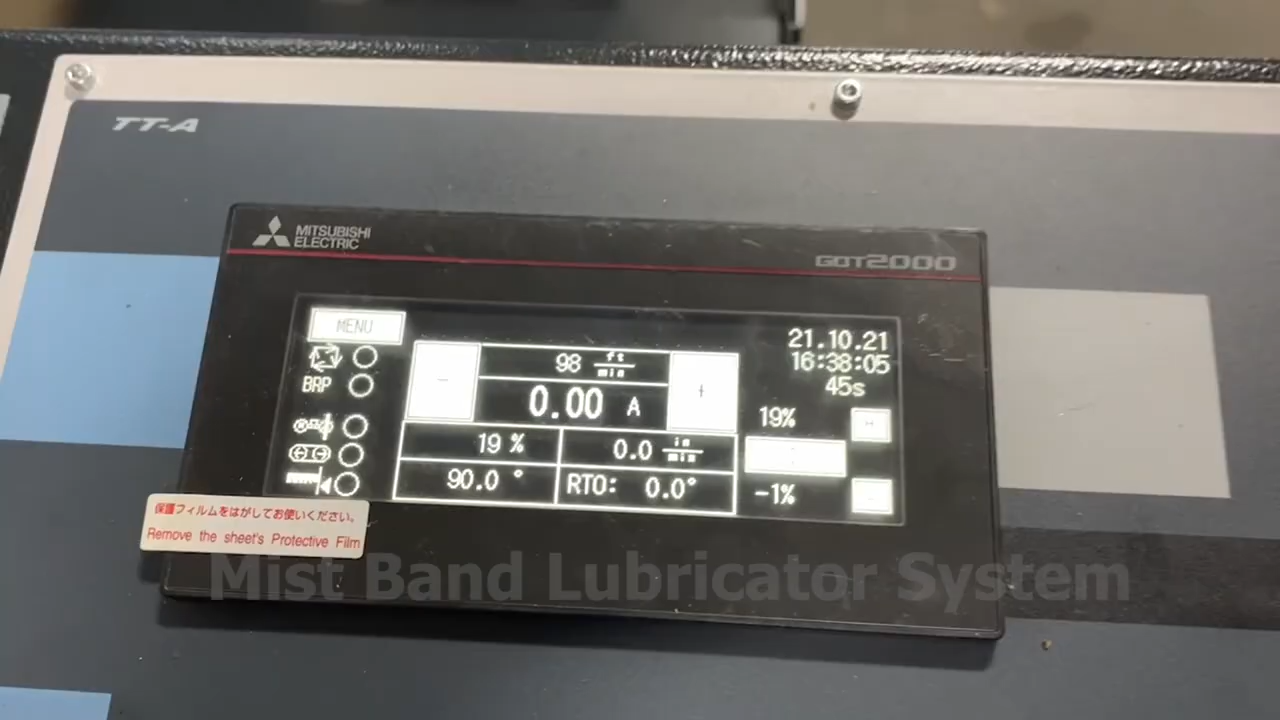 TT-A
MITSUBISHI
ELECTRIC
GOT2000
MENU
BRP
98 ft/min
0.00 A
19 %
0.0 in/min
90.0 °
RTO: 0.0°
21.10.21
16:38:05
45s
19%
-1%
保護フィルムをはがしてお使いください。
Remove the sheet's Protective Film
Mist Band Lubricator System